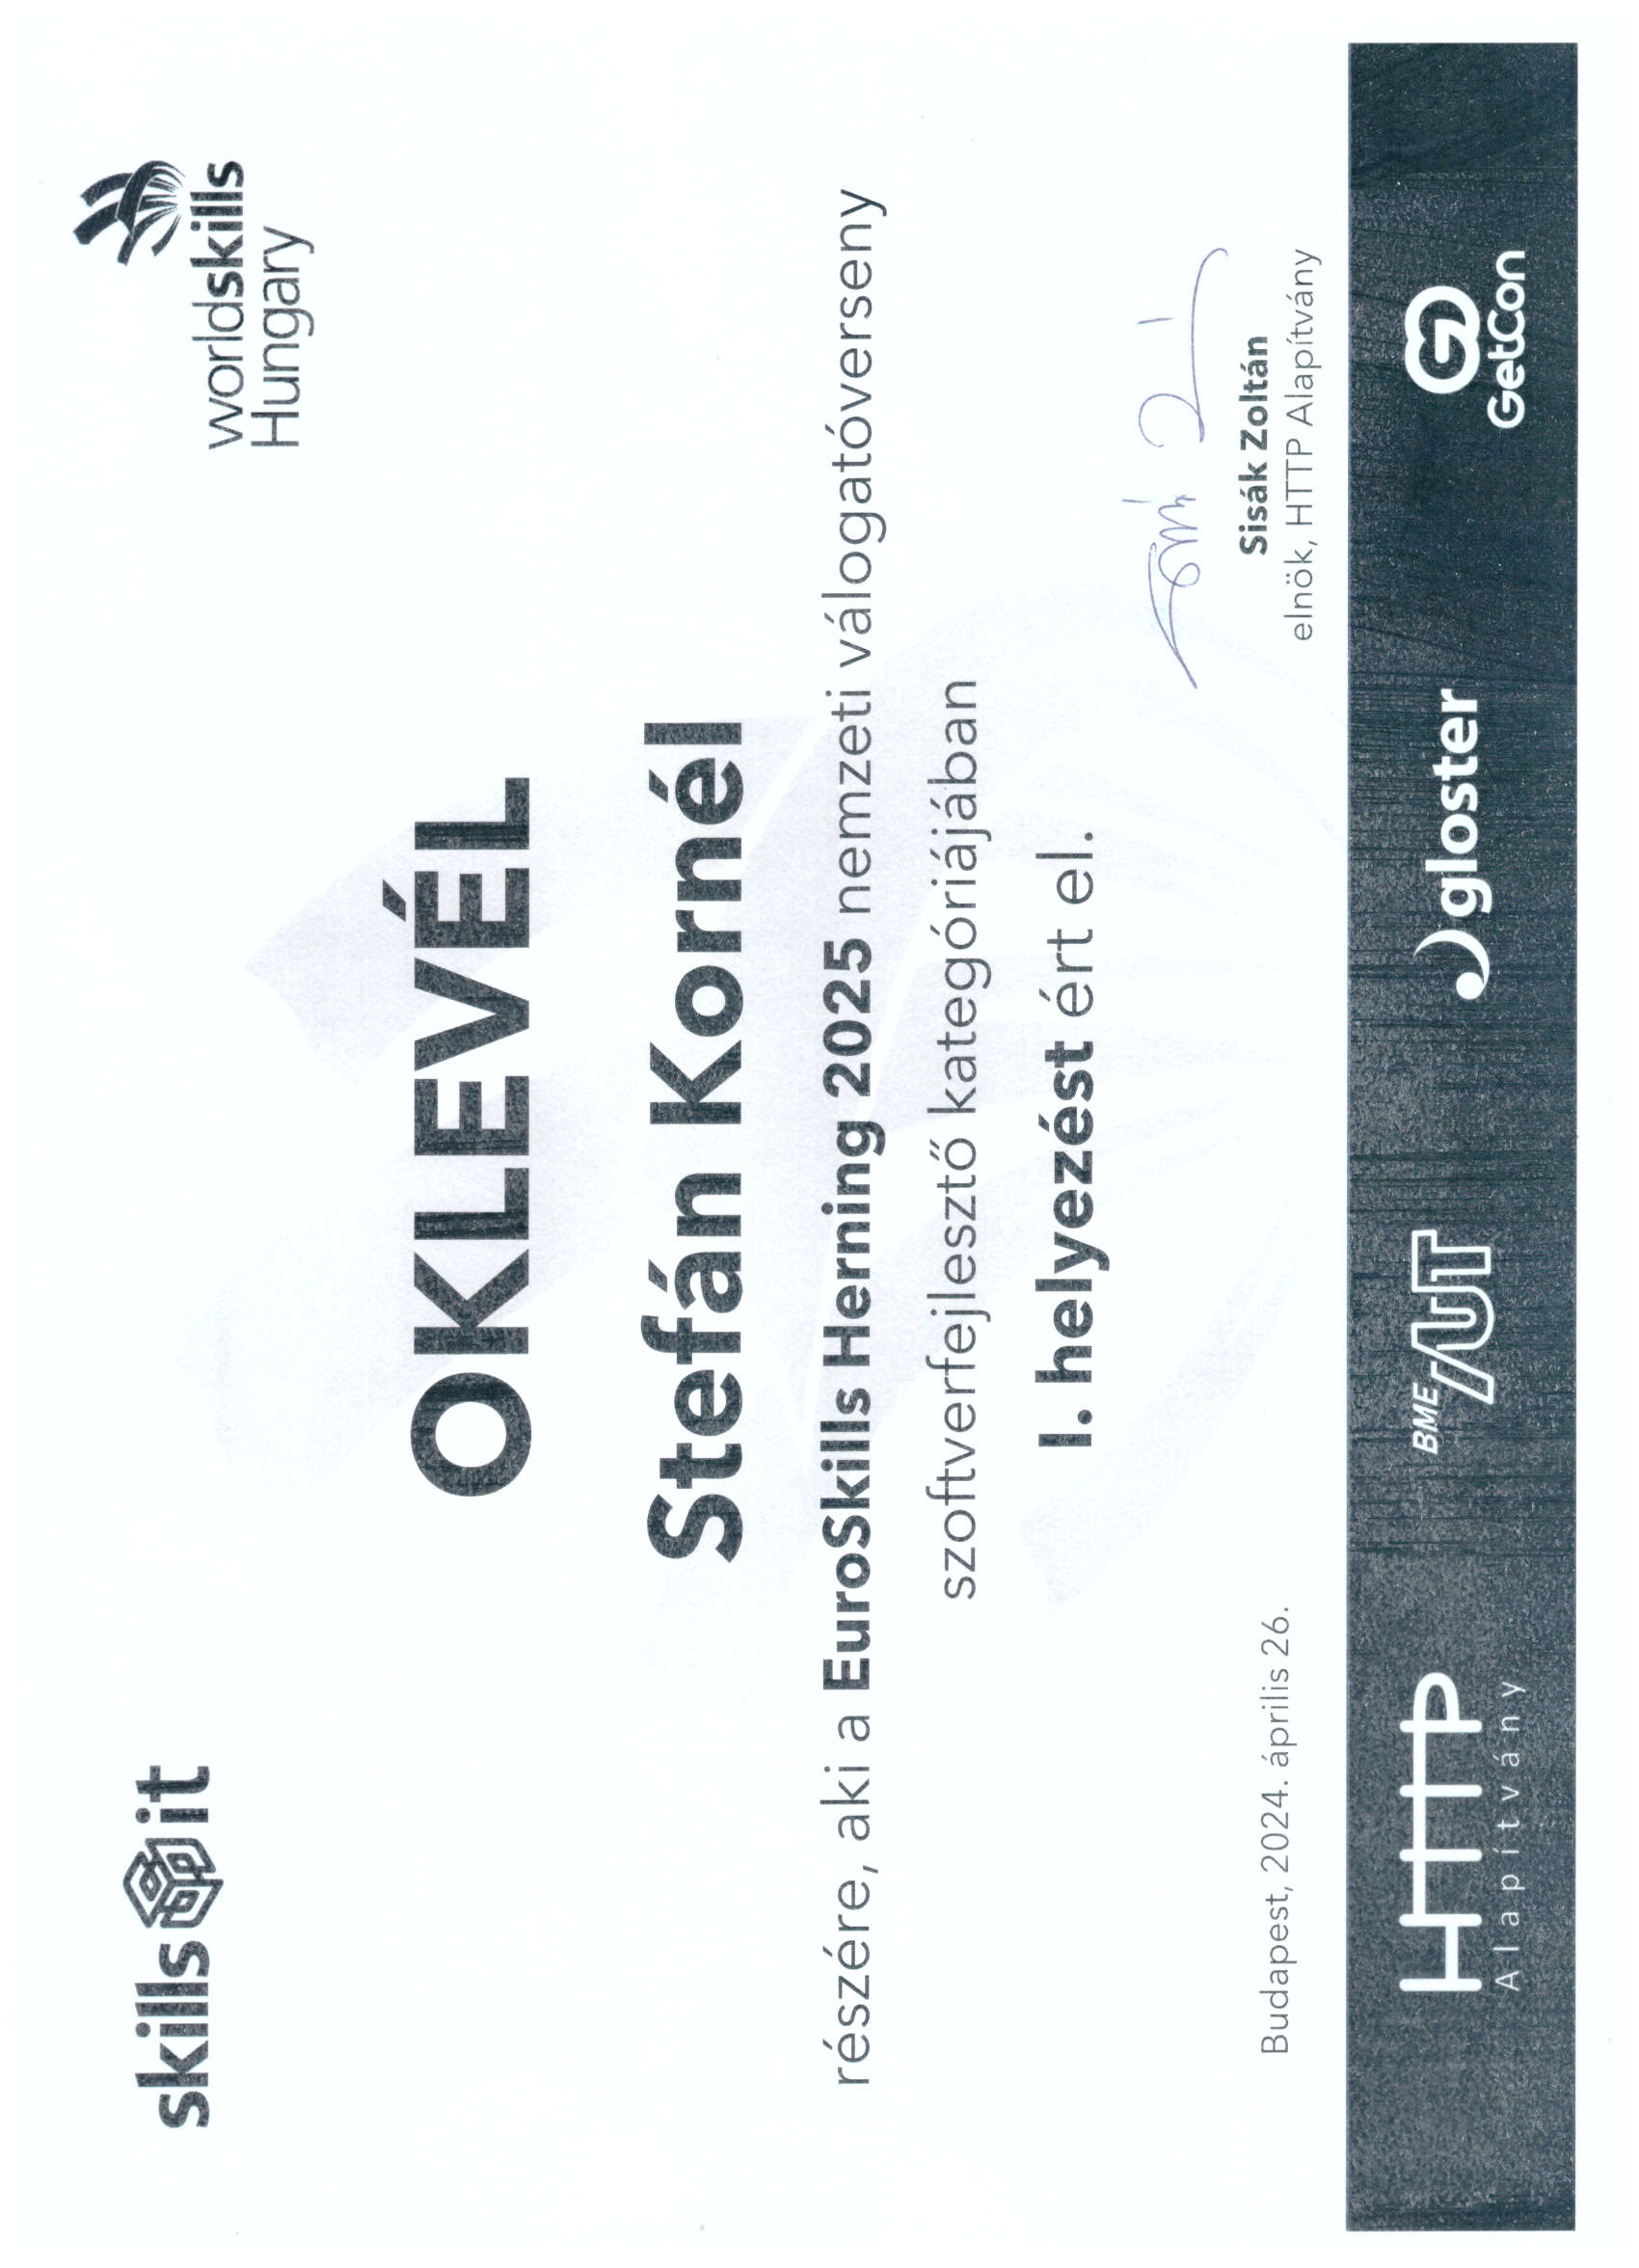 skills it
worldskills
Hungary
OKLEVÉL
Stefán Kornél
részére, aki a EuroSkills Herning 2025 nemzeti válogatóverseny
szoftverfejlesztő kategóriájában
I. helyezést ért el.
Budapest, 2024. április 26.
Sisák Zoltán
elnök, HTTP Alapítvány
HTTP
Alapítvány
BME AUT
gloster
GetCon